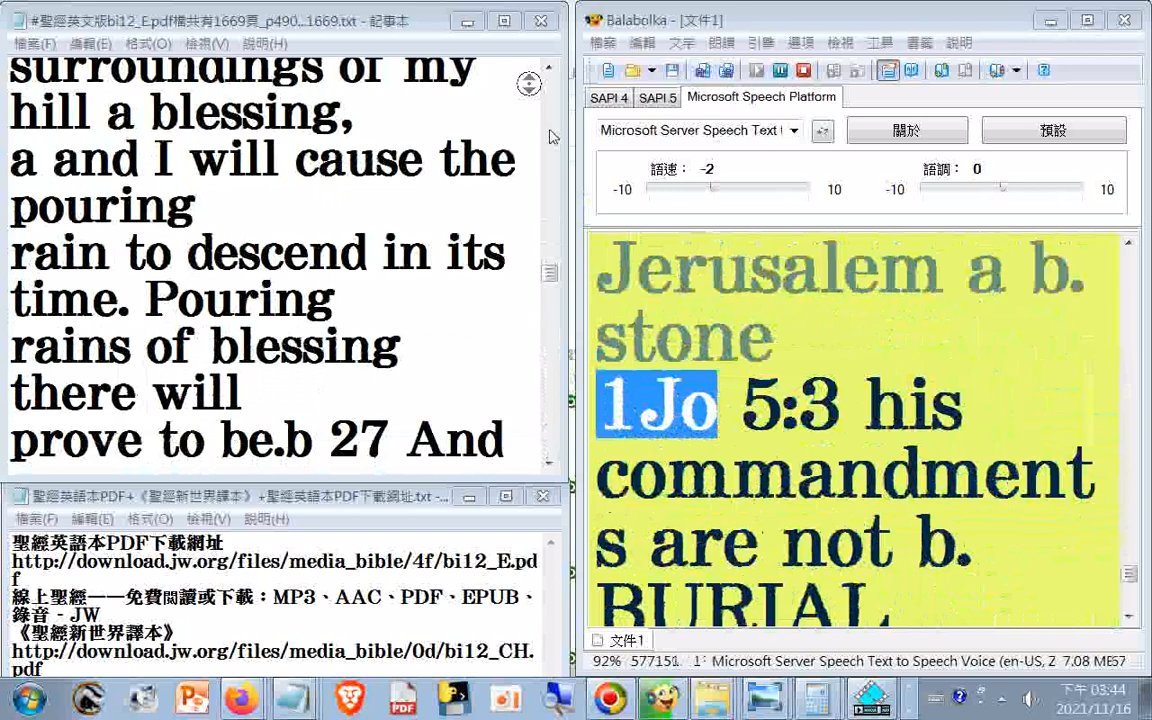 #聖經英文版bi12_E.pdf檔共有1669頁_p490...1669.txt - 記事本
檔案(F) 編輯(E) 格式(O) 檢視(V) 說明(H)
surroundings of my
hill a blessing,
a and I will cause the
pouring
rain to descend in its
time. Pouring
rains of blessing
there will
prove to be.b 27 And
聖經英語本PDF+《聖經新世界譯本》+聖經英語本PDF下載網址.txt - ...
檔案(F) 編輯(E) 格式(O) 檢視(V) 說明(H)
聖經英語本PDF下載網址
http://download.jw.org/files/media_bible/4f/bi12_E.pd
f
線上聖經——免費閱讀或下載：MP3、AAC、PDF、EPUB、
錄音 - JW
《聖經新世界譯本》
http://download.jw.org/files/media_bible/0d/bi12_CH.
pdf
Balabolka - [文件1]
檔案 編輯 文字 朗讀 引擎 選項 檢視 工具 書籤 說明
SAPI 4 SAPI 5 Microsoft Speech Platform
Microsoft Server Speech Text 關於 預設
語速： -2 語調： 0
-10 10 -10 10
Jerusalem a b.
stone
1Jo 5:3 his
commandment
s are not b.
BURIAL
文件1
92% 577151 Microsoft Server Speech Text to Speech Voice (en-US, Z 7.08 ME
下午 03:44
2021/11/16